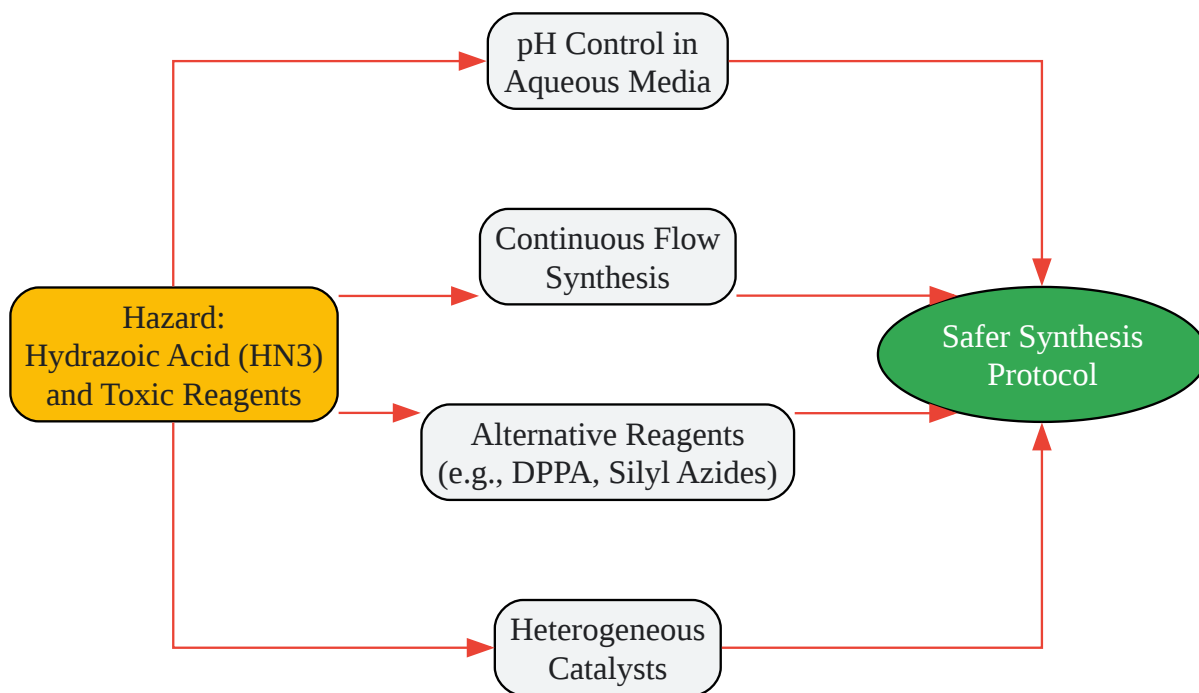 pH Control in
Aqueous Media
Continuous Flow
Synthesis
Hazard:
Hydrazoic Acid (HN3)
and Toxic Reagents
Safer Synthesis
Protocol
Alternative Reagents
(e.g., DPPA, Silyl Azides)
Heterogeneous
Catalysts